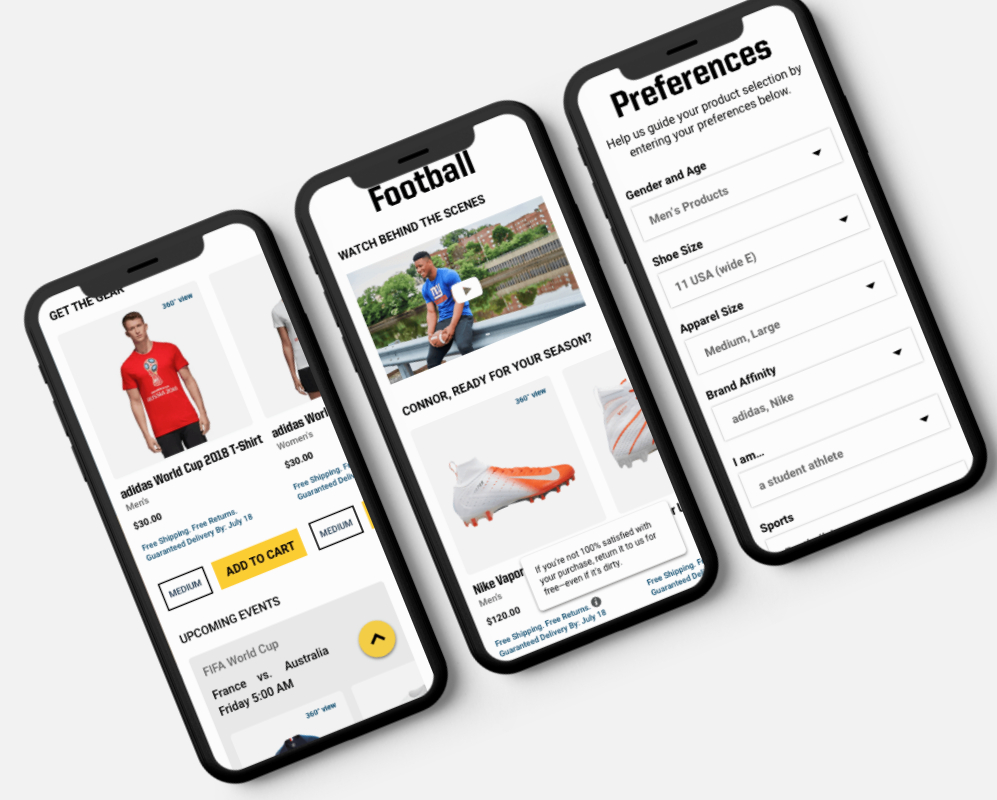 GET THE GEAR
360° view
adidas World Cup 2018 T-Shirt
Men's
$30.00
Free Shipping. Free Returns.
Guaranteed Delivery By: July 18
MEDIUM
ADD TO CART
adidas Worl
Women's
$30.00
Free Shipping. F
Guaranteed Deliv
MEDIUM
UPCOMING EVENTS
FIFA World Cup
France vs. Australia
Friday 5:00 AM
360° view
Football
WATCH BEHIND THE SCENES
CONNOR, READY FOR YOUR SEASON?
360° view
Nike Vapor
Men's
$120.00
Free Shipping. Free Returns.
Guaranteed Delivery By: July 18
If you're not 100% satisfied with
your purchase, return it to us for
free—even if it's dirty.
Free Shipping. F
Guaranteed Deli
Preferences
Help us guide your product selection by
entering your preferences below.
Gender and Age
Men's Products
Shoe Size
11 USA (wide E)
Apparel Size
Medium, Large
Brand Affinity
adidas, Nike
I am...
a student athlete
Sports